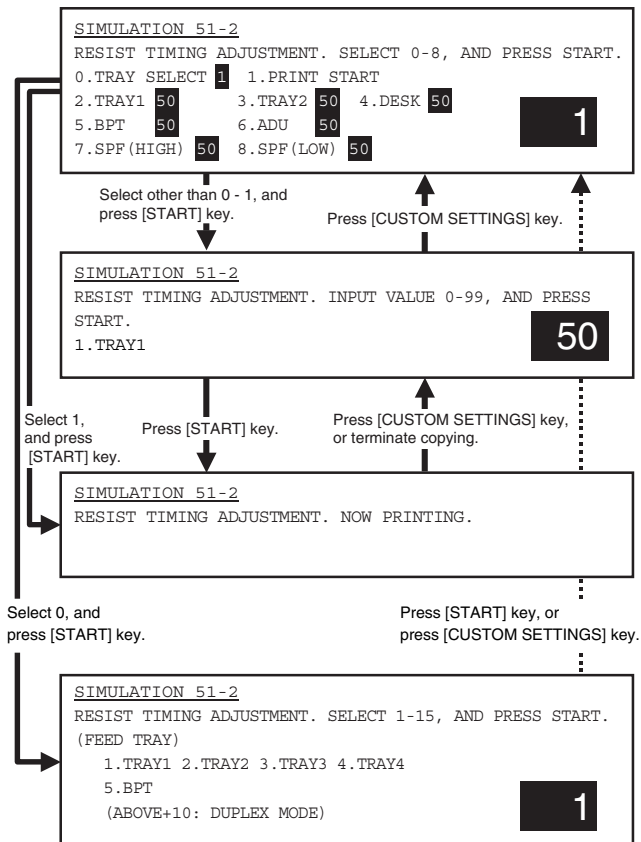 SIMULATION 51-2
RESIST TIMING ADJUSTMENT. SELECT 0-8, AND PRESS START.
0.TRAY SELECT 1 1.PRINT START
2.TRAY1 50 3.TRAY2 50 4.DESK 50
5.BPT 50 6.ADU 50
7.SPF(HIGH) 50 8.SPF(LOW) 50
1
Select other than 0 - 1, and
press [START] key.
Press [CUSTOM SETTINGS] key.
SIMULATION 51-2
RESIST TIMING ADJUSTMENT. INPUT VALUE 0-99, AND PRESS
START.
1.TRAY1
50
Select 1,
and press
[START] key.
Press [START] key.
Press [CUSTOM SETTINGS] key,
or terminate copying.
SIMULATION 51-2
RESIST TIMING ADJUSTMENT. NOW PRINTING.
Select 0, and
press [START] key.
Press [START] key, or
press [CUSTOM SETTINGS] key.
SIMULATION 51-2
RESIST TIMING ADJUSTMENT. SELECT 1-15, AND PRESS START.
(FEED TRAY)
1.TRAY1 2.TRAY2 3.TRAY3 4.TRAY4
5.BPT
(ABOVE+10: DUPLEX MODE)
1